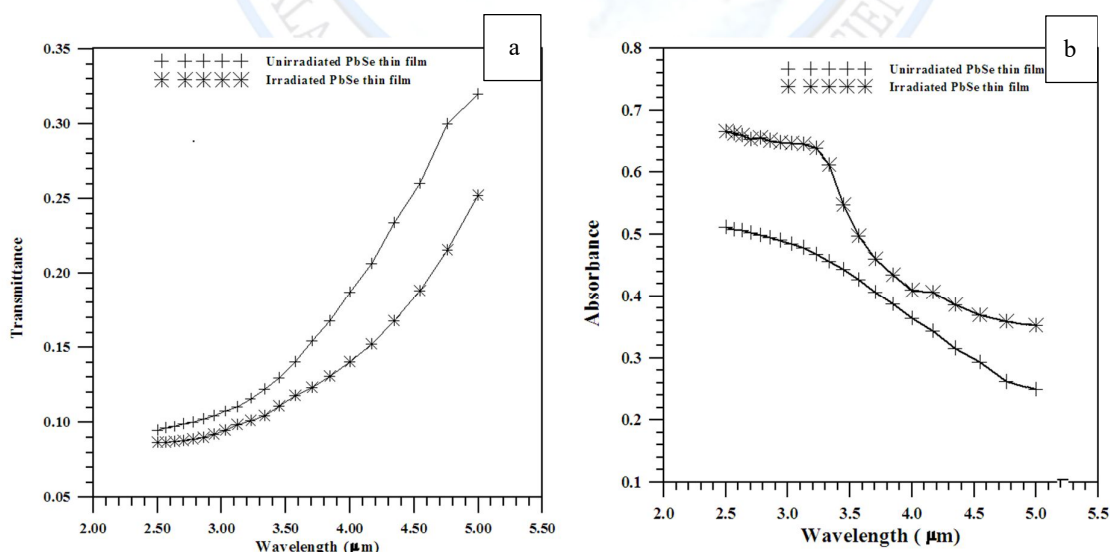 a
0.35
0.30
0.25
0.20
0.15
0.10
0.05
Transmittance
Unirradiated PbSe thin film
Irradiated PbSe thin film
2.00 2.50 3.00 3.50 4.00 4.50 5.00 5.50
Wavelength (μm)
b
0.8
0.7
0.6
0.5
0.4
0.3
0.2
0.1
Absorbance
Unirradiated PbSe thin film
Irradiated PbSe thin film
2.0 2.5 3.0 3.5 4.0 4.5 5.0 5.5
Wavelength ( μm)